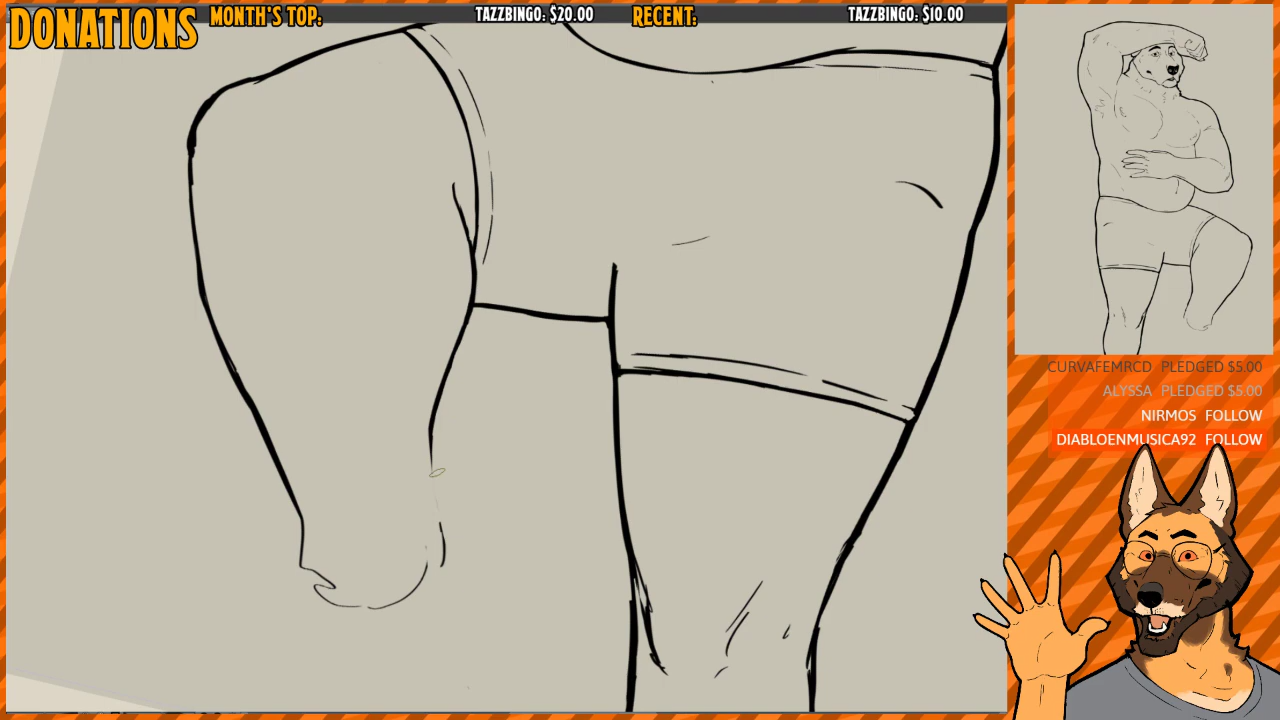 DONATIONS MONTH'S TOP: TAZZBINGO: $20.00 RECENT: TAZZBINGO: $10.00
CURVAFEMRCD PLEDGED $5.00
ALYSSA PLEDGED $5.00
NIRMOS FOLLOW
DIABLOENMUSICA92 FOLLOW